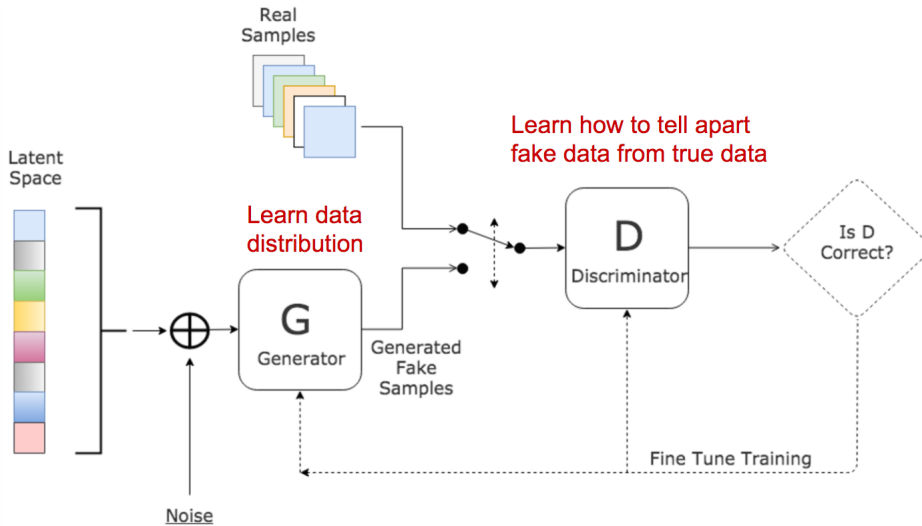 Real
Samples
Learn how to tell apart
fake data from true data
Latent
Space
Learn data
distribution
Is D
Correct?
D
Discriminator
G
Generator
Generated
Fake
Samples
Fine Tune Training
Noise